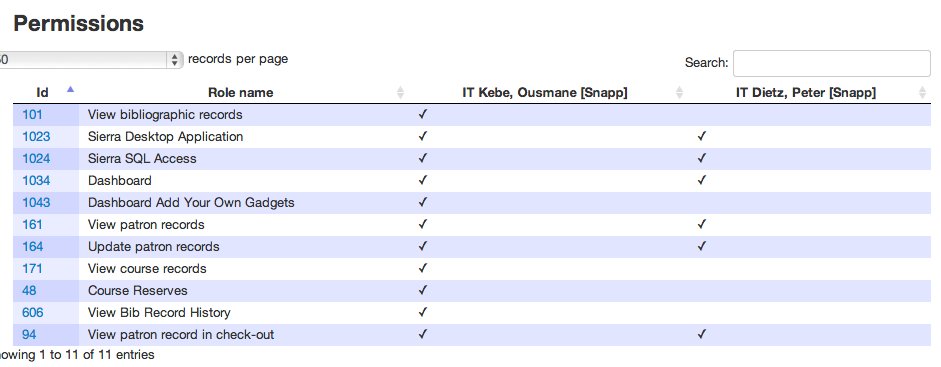 Permissions
0 records per page Search:
Id Role name IT Kebe, Ousmane [Snapp] IT Dietz, Peter [Snapp]
101 View bibliographic records ✓
1023 Sierra Desktop Application ✓ ✓
1024 Sierra SQL Access ✓ ✓
1034 Dashboard ✓ ✓
1043 Dashboard Add Your Own Gadgets ✓
161 View patron records ✓ ✓
164 Update patron records ✓ ✓
171 View course records ✓
48 Course Reserves ✓
606 View Bib Record History ✓
94 View patron record in check-out ✓ ✓
owing 1 to 11 of 11 entries